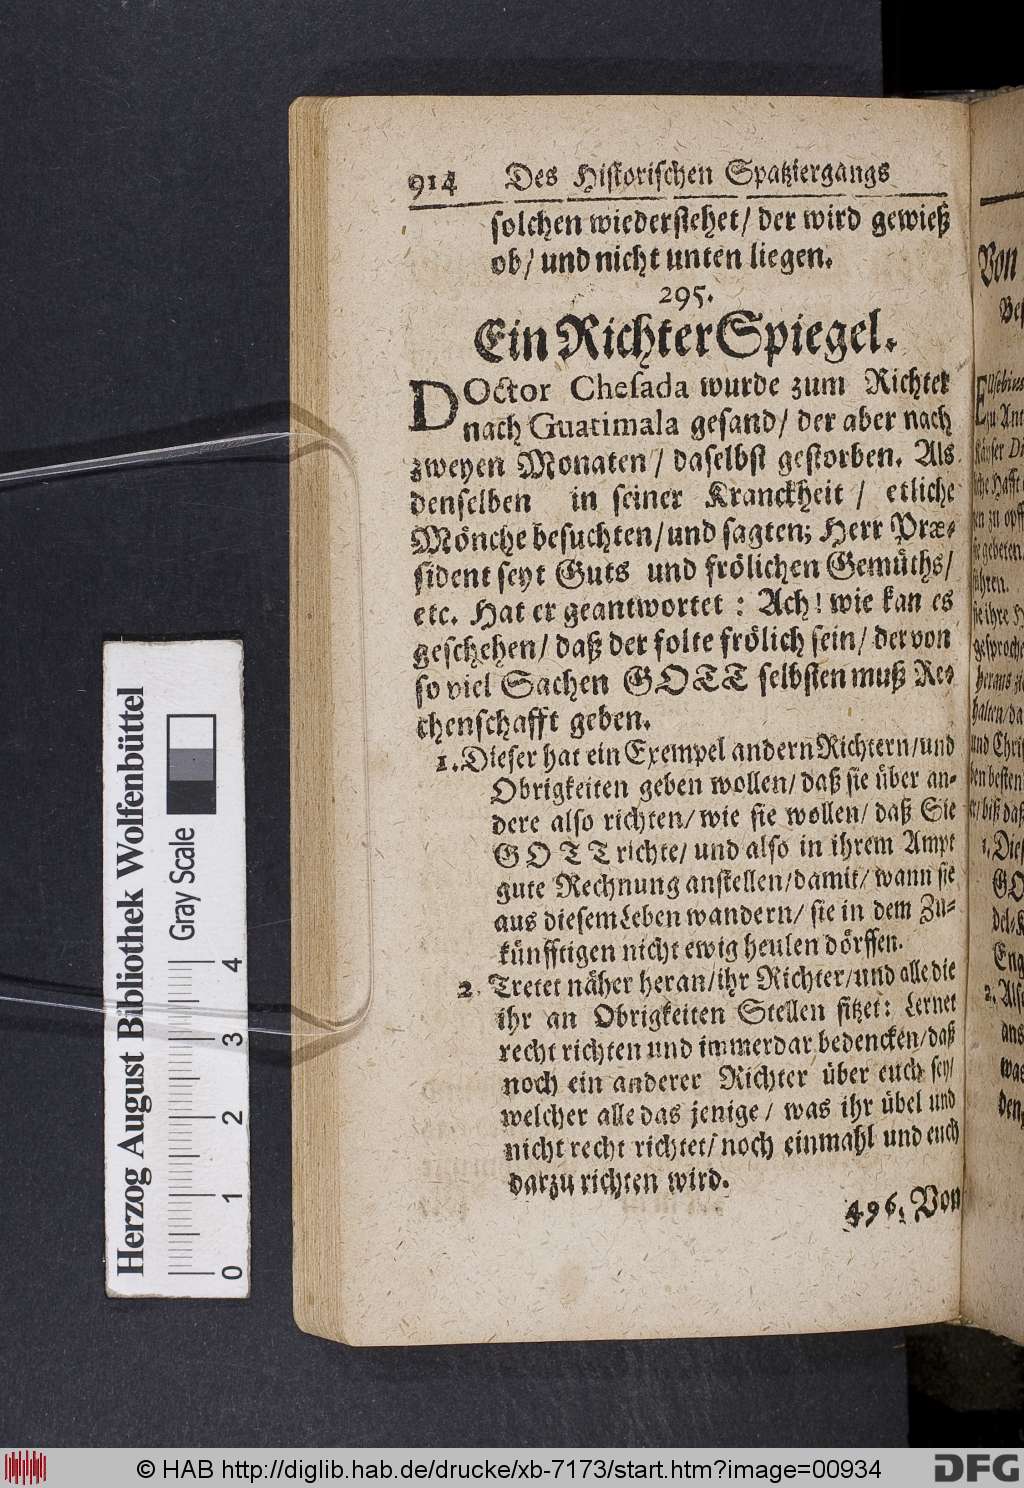 914 Des Historischen Spatziergangs
solchen wiederstehet/ der wird gewieß
ob/ und nicht unten liegen.
295.
Ein Richter Spiegel.
DOctor Chesada wurde zum Richter
nach Guatimala gesand/ der aber nach
zweyen Monaten/ daselbst gestorben. Als
denselben in seiner Kranckheit/ etliche
Mönche besuchten/ und sagten; Herr Præ-
sident seyt Guts und frölichen Gemüths/
etc. Hat er geantwortet: Ach! wie kan es
geschehen/ daß der solte frölich sein/ der von
so viel Sachen GOTT selbsten muß Re-
chenschafft geben.
1. Dieser hat ein Exempel andern Richtern/ und
Obrigkeiten geben wollen/ daß sie über an-
dere also richten/ wie sie wollen/ daß Sie
GOTT richte/ und also in ihrem Ampt
gute Rechnung anstellen/ damit/ wann sie
aus diesem Leben wandern/ sie in dem Zu-
künfftigen nicht ewig heulen dörffen.
2. Tretet näher heran/ ihr Richter/ und alle die
ihr an Obrigkeiten Stellen sitzet: Lernet
recht richten und immerdar bedencken/ daß
noch ein anderer Richter über euch sey/
welcher alle das jenige/ was ihr übel und
nicht recht richtet/ noch einmahl und euch
darzu richten wird.
496. Von
Von
Herzog August Bibliothek Wolfenbüttel
Gray Scale
0 1 2 3 4
© HAB http://diglib.hab.de/drucke/xb-7173/start.htm?image=00934
DFG